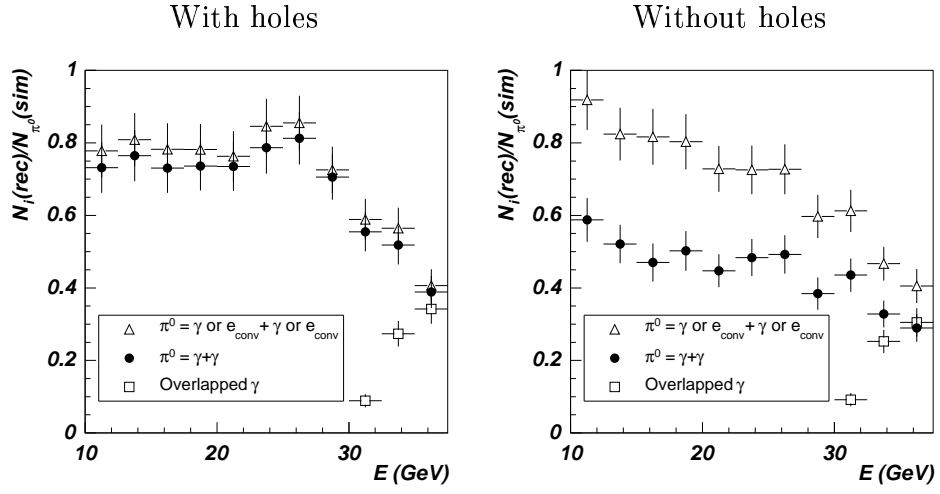 With holes
N_i(rec)/N_π⁰(sim)
1
0.8
0.6
0.4
0.2
0
π⁰ = γ or e_conv + γ or e_conv
π⁰ = γ+γ
Overlapped γ
10
20
30
E (GeV)
Without holes
N_i(rec)/N_π⁰(sim)
1
0.8
0.6
0.4
0.2
0
π⁰ = γ or e_conv + γ or e_conv
π⁰ = γ+γ
Overlapped γ
10
20
30
E (GeV)